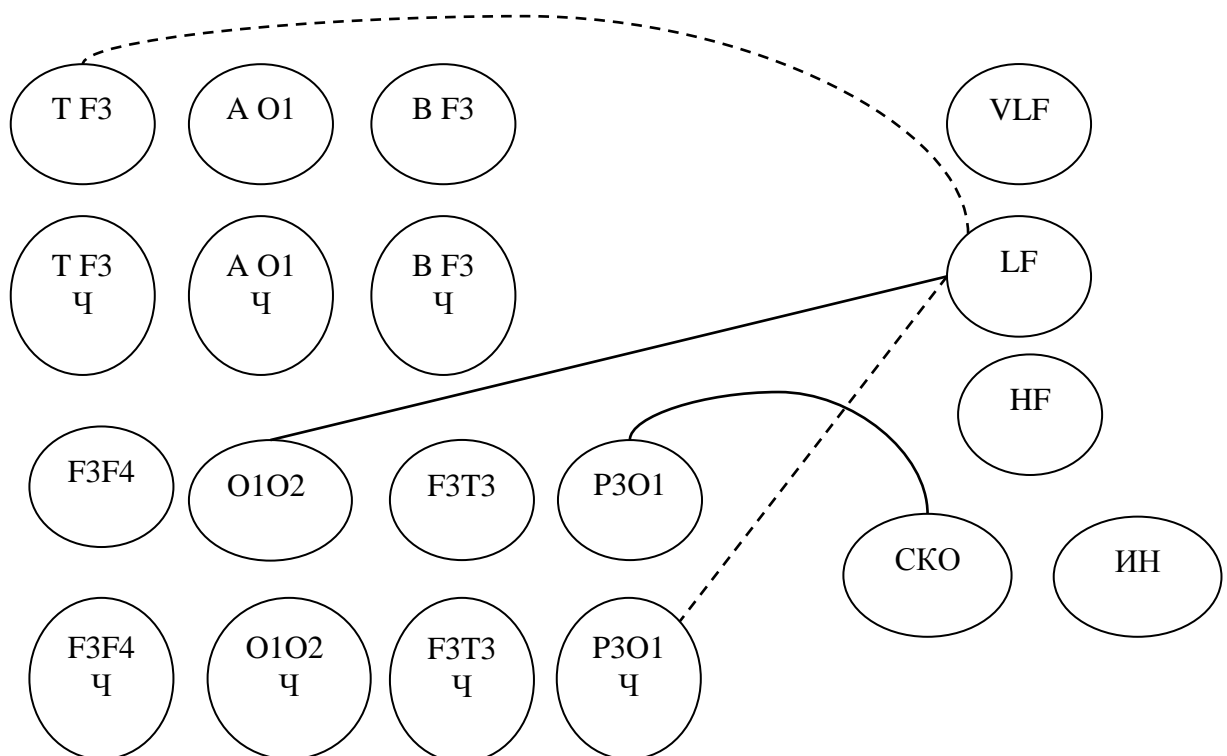 T F3
A O1
B F3
VLF
T F3
Ч
A O1
Ч
B F3
Ч
LF
HF
F3F4
O1O2
F3T3
P3O1
СКО
ИН
F3F4
Ч
O1O2
Ч
F3T3
Ч
P3O1
Ч